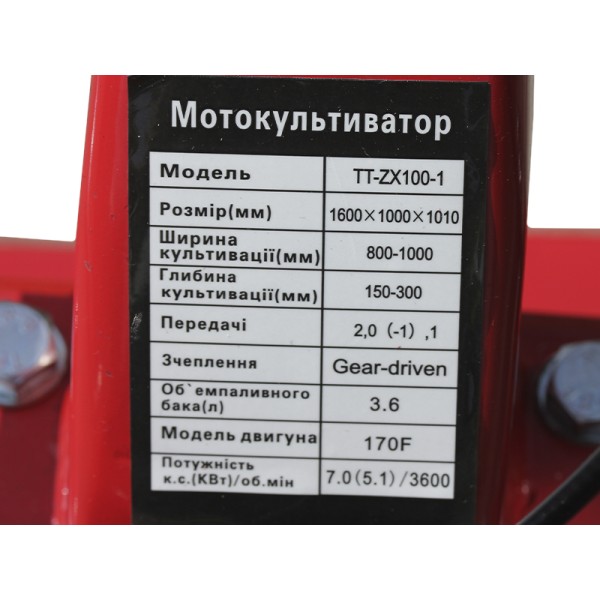 Мотокультиватор
Модель TT-ZX100-1
Розмір(мм) 1600×1000×1010
Ширина
культивації(мм) 800-1000
Глибина
культивації(мм) 150-300
Передачі 2,0 (-1) ,1
Зчеплення Gear-driven
Об`емпаливного
бака(л) 3.6
Модель двигуна 170F
Потужність
к.с.(КВт)/об.мін 7.0(5.1)/3600